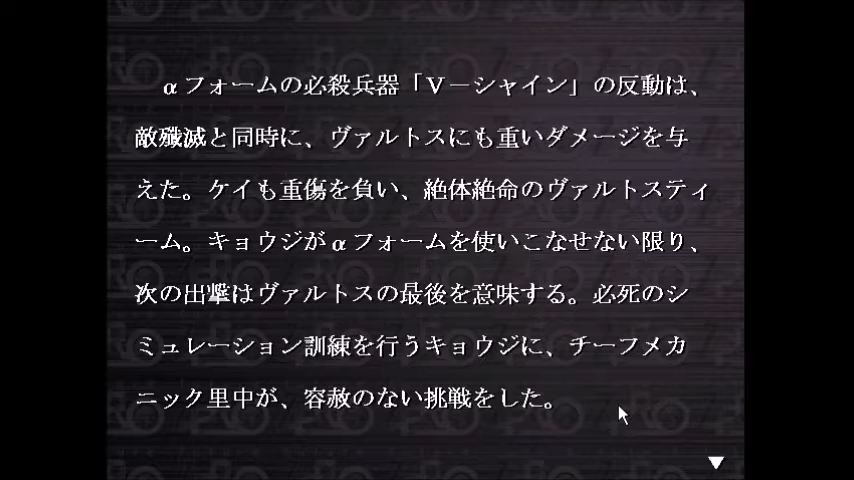 αフォームの必殺兵器「V－シャイン」の反動は、
敵殲滅と同時に、ヴァルトスにも重いダメージを与
えた。ケイも重傷を負い、絶体絶命のヴァルトスティ
ーム。キョウジがαフォームを使いこなせない限り、
次の出撃はヴァルトスの最後を意味する。必死のシ
ミュレーション訓練を行うキョウジに、チーフメカ
ニック里中が、容赦のない挑戦をした。